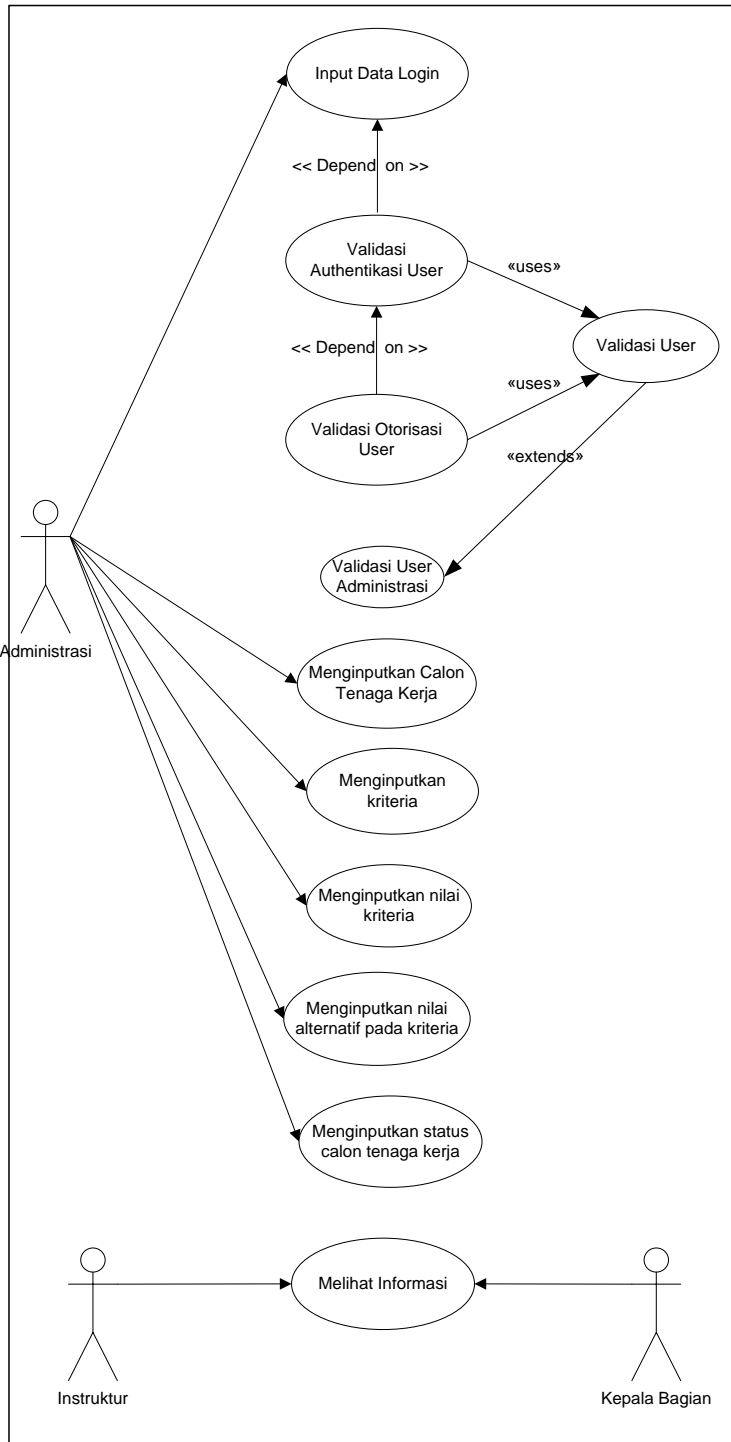 Input Data Login
<< Depend on >>
Validasi
Authentikasi User
«uses»
Validasi User
<< Depend on >>
«uses»
Validasi Otorisasi
User
«extends»
Validasi User
Administrasi
Administrasi
Menginputkan Calon
Tenaga Kerja
Menginputkan
kriteria
Menginputkan nilai
kriteria
Menginputkan nilai
alternatif pada kriteria
Menginputkan status
calon tenaga kerja
Melihat Informasi
Instruktur
Kepala Bagian